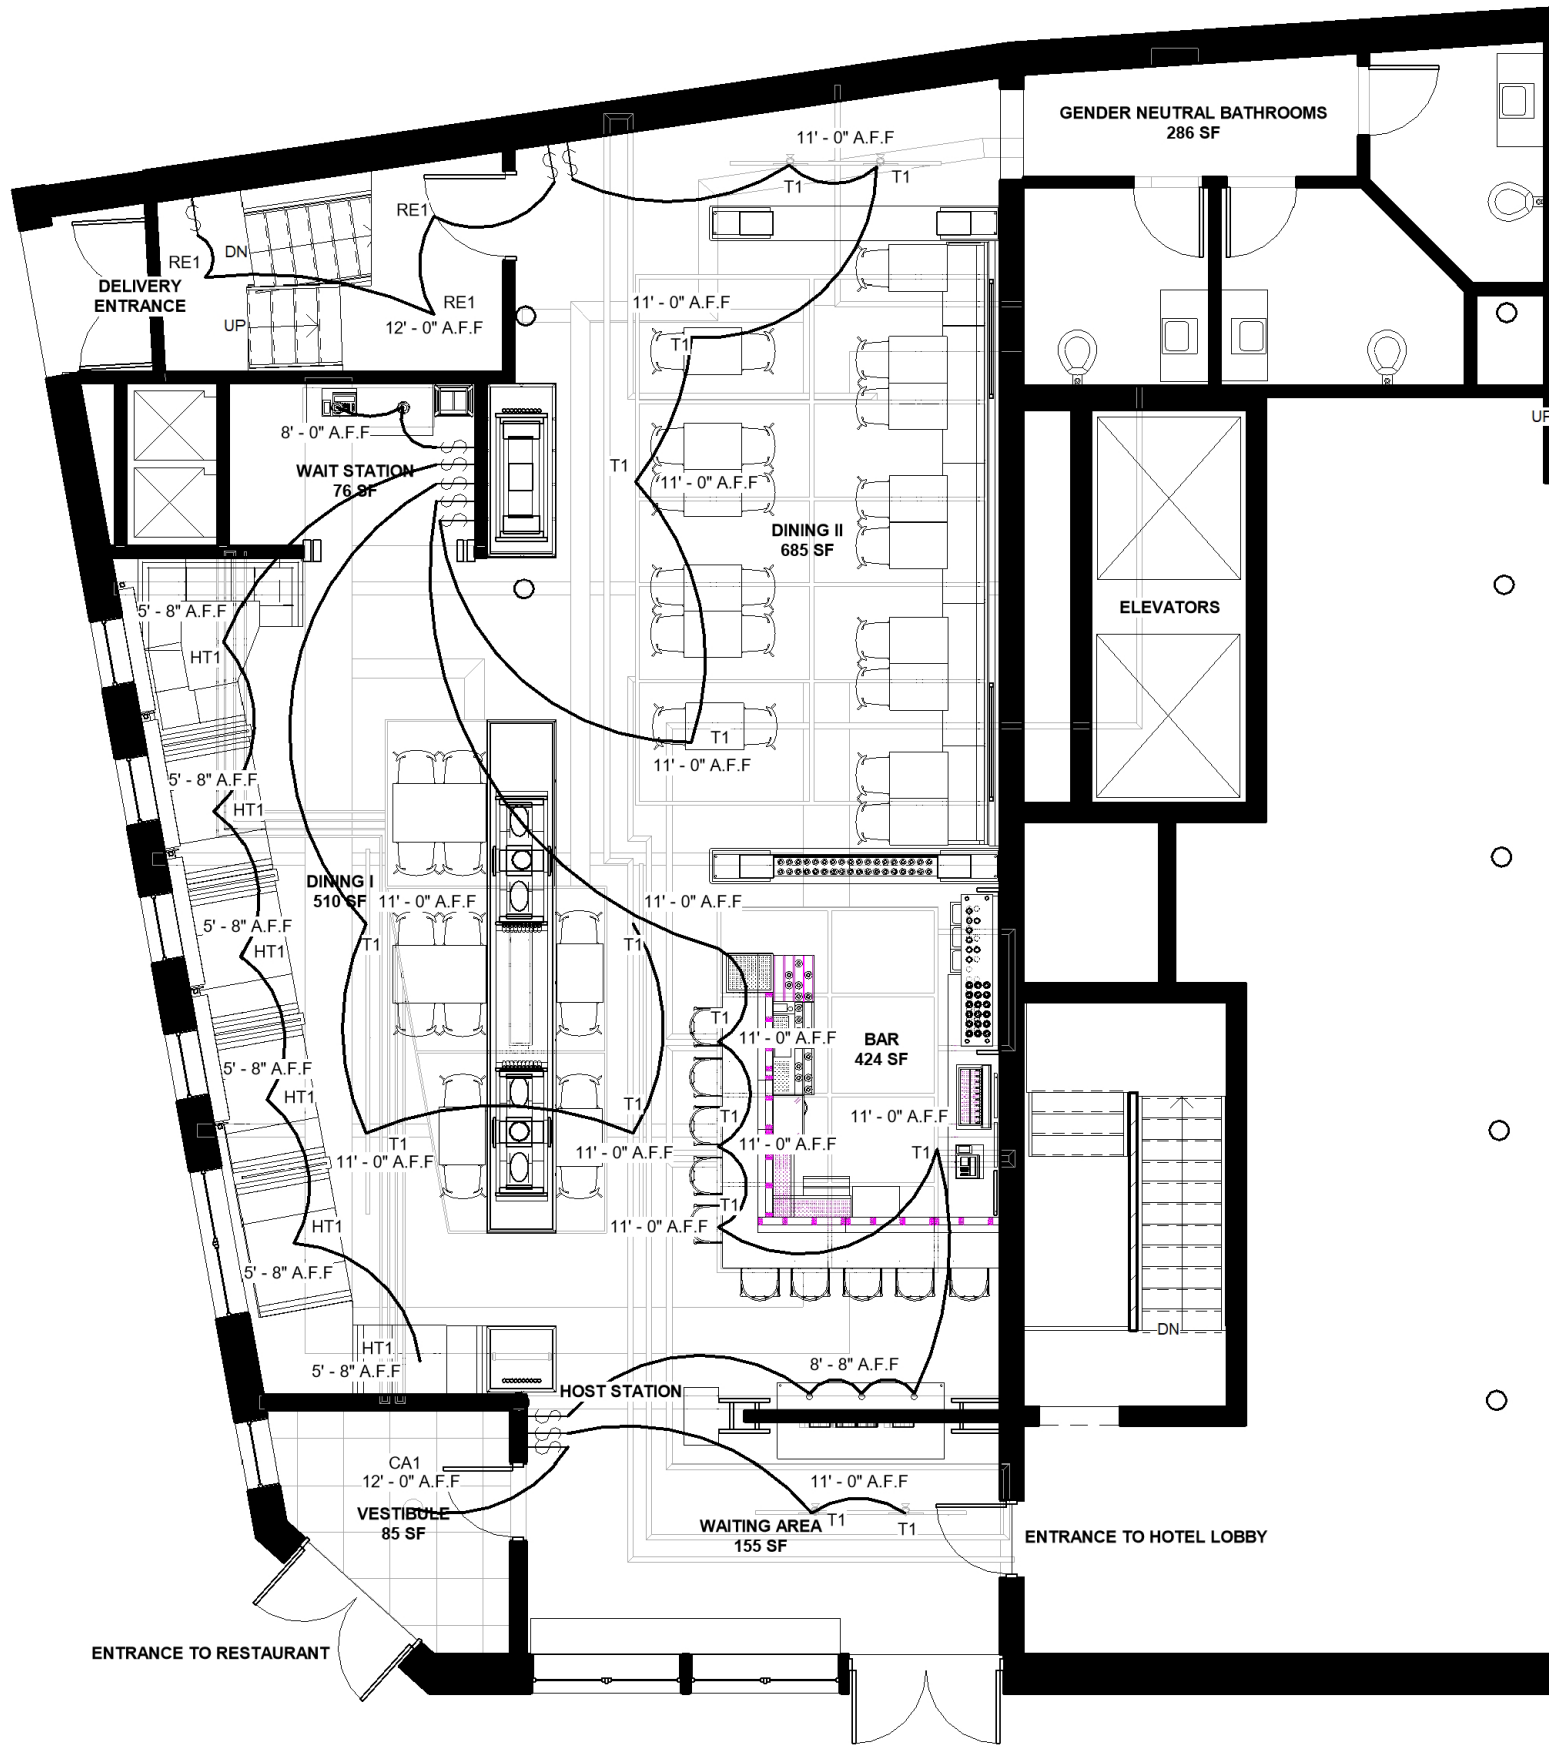 11' - 0" A.F.F
GENDER NEUTRAL BATHROOMS
286 SF
T1
T1
RE1
DN
RE1
DELIVERY
ENTRANCE
RE1
12' - 0" A.F.F
UP
11' - 0" A.F.F
T1
UP
8' - 0" A.F.F
WAIT STATION
76 SF
T1
11' - 0" A.F.F
DINING II
685 SF
5' - 8" A.F.F
HT1
ELEVATORS
T1
11' - 0" A.F.F
5' - 8" A.F.F
HT1
DINING I
510 SF
11' - 0" A.F.F
11' - 0" A.F.F
5' - 8" A.F.F
HT1
T1
T1
T1
11' - 0" A.F.F
BAR
424 SF
5' - 8" A.F.F
HT1
T1
T1
11' - 0" A.F.F
T1
11' - 0" A.F.F
T1
11' - 0" A.F.F
11' - 0" A.F.F
T1
T1
11' - 0" A.F.F
HT1
5' - 8" A.F.F
DN
HT1
5' - 8" A.F.F
8' - 8" A.F.F
HOST STATION
CA1
12' - 0" A.F.F
11' - 0" A.F.F
VESTIBULE
85 SF
WAITING AREA
155 SF
T1
T1
ENTRANCE TO HOTEL LOBBY
ENTRANCE TO RESTAURANT